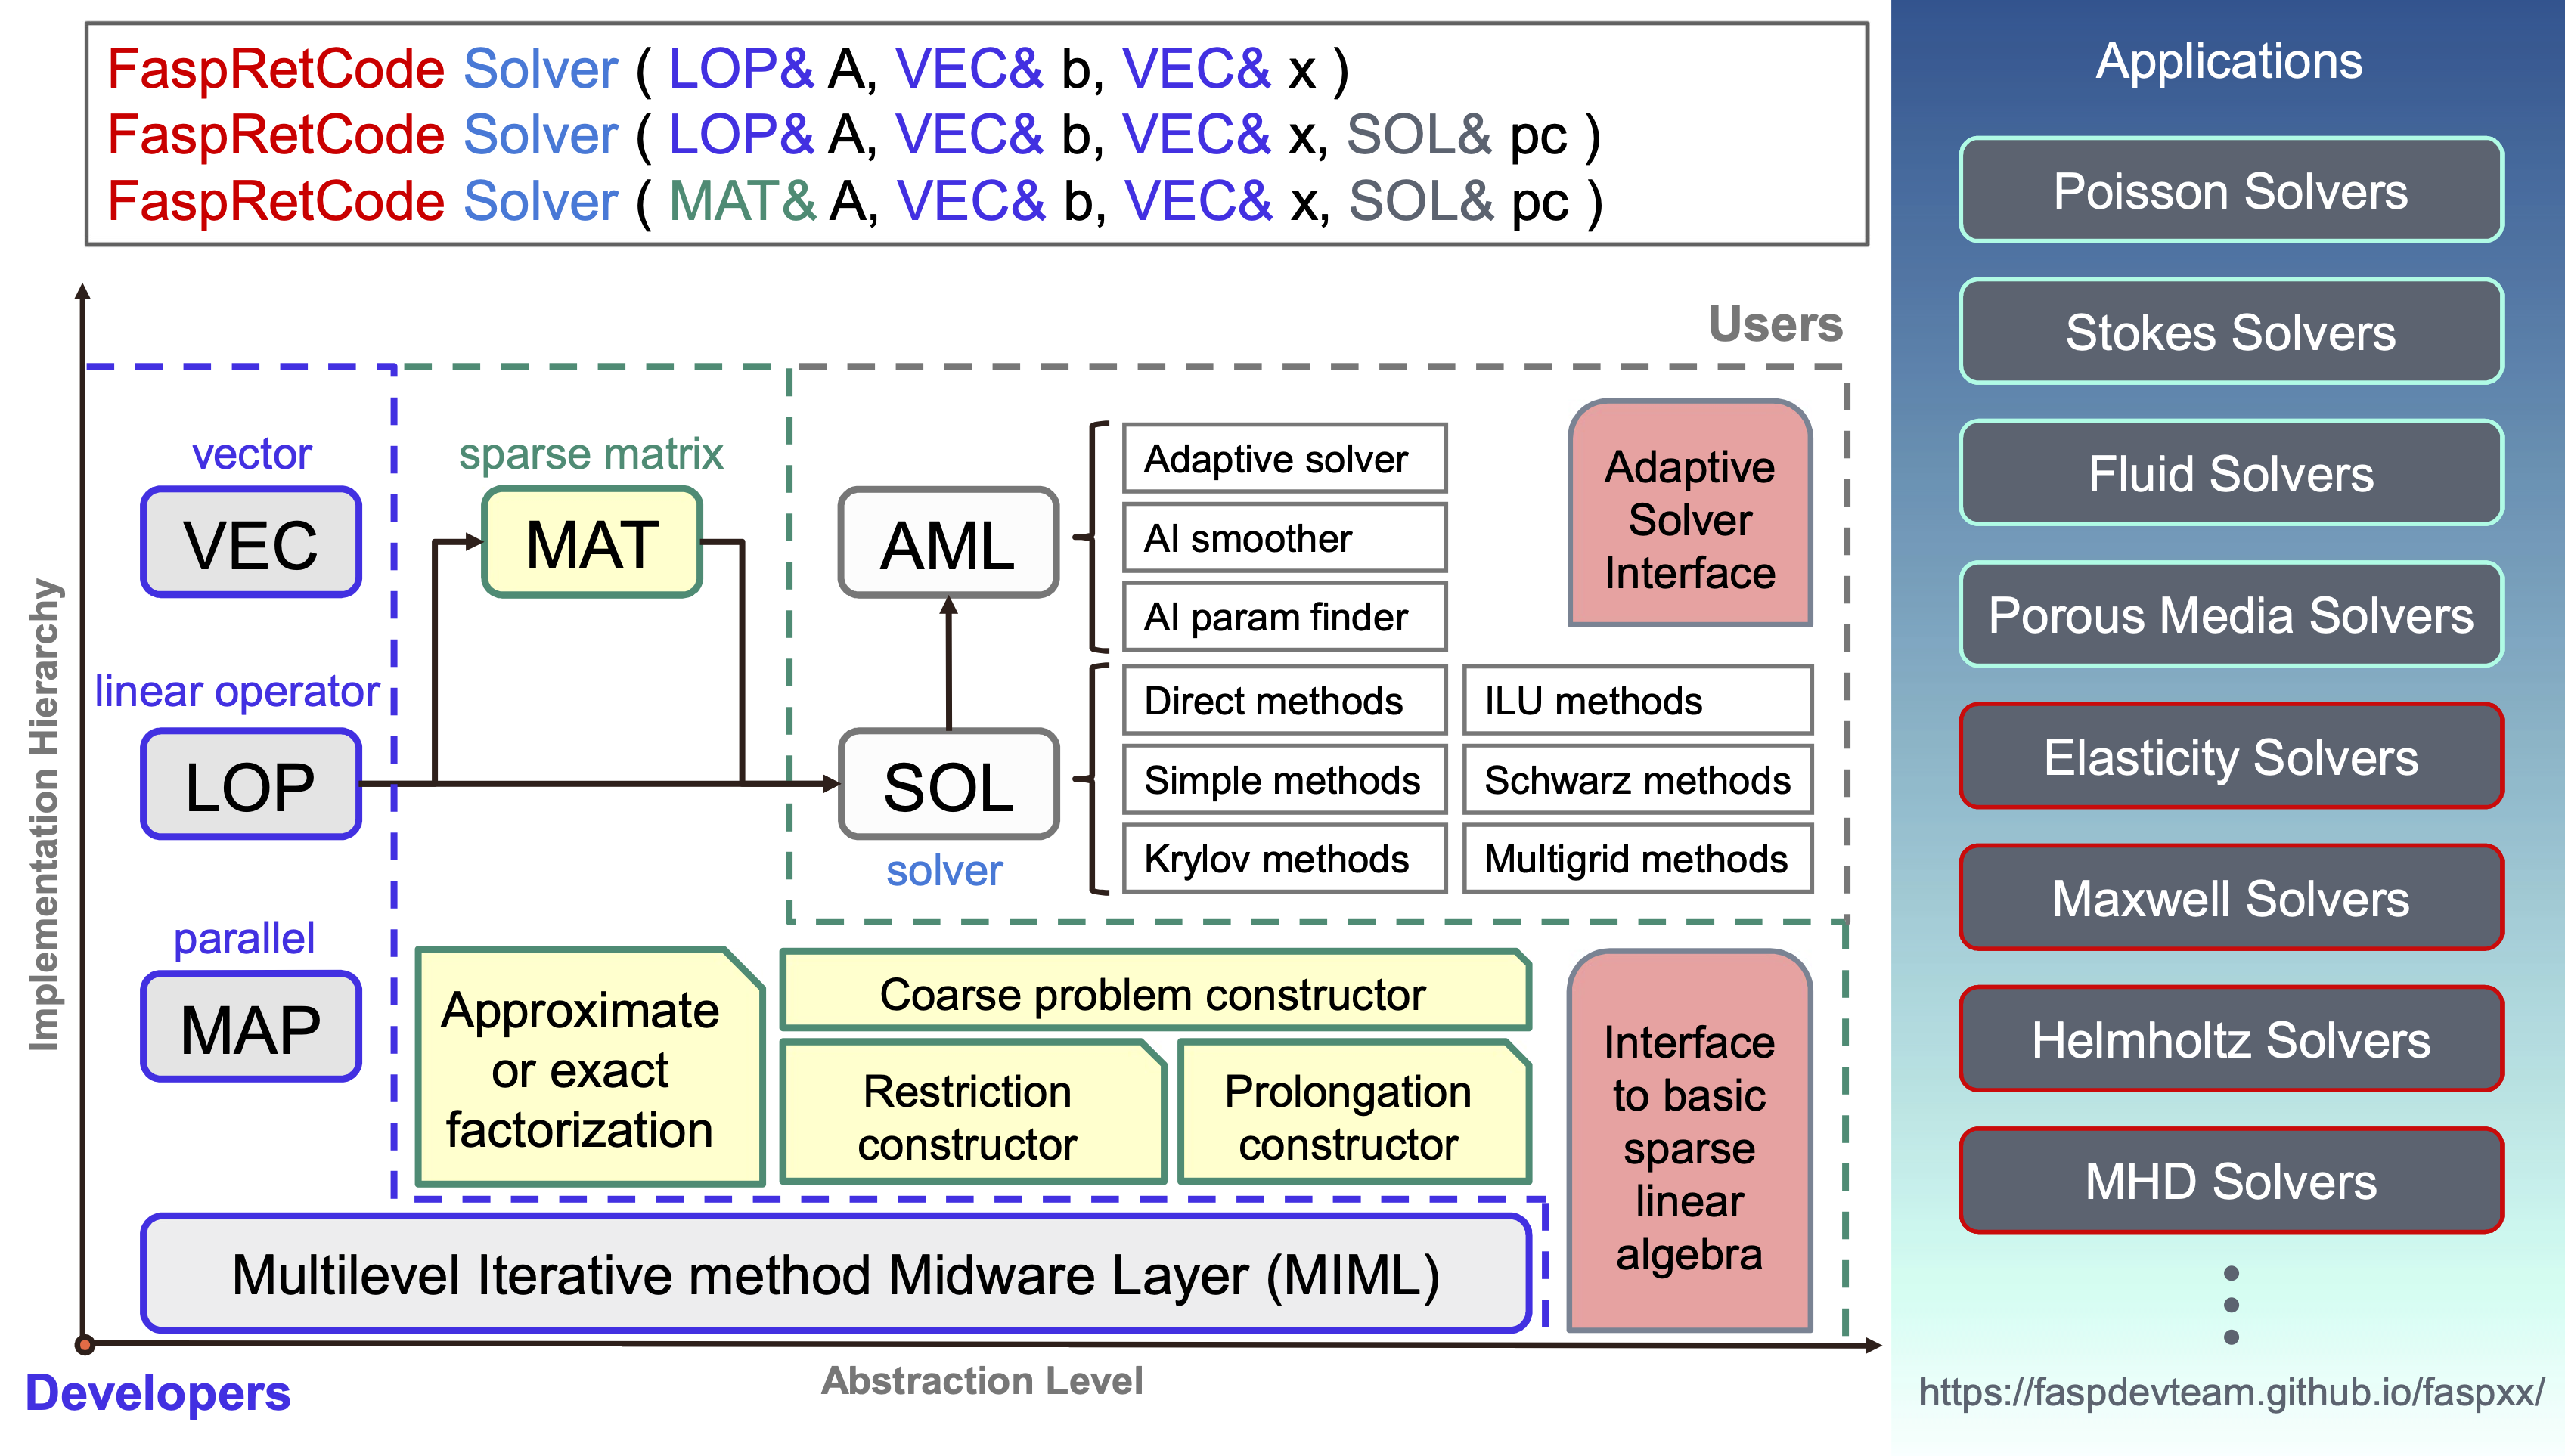 FaspRetCode Solver ( LOP& A, VEC& b, VEC& x )
FaspRetCode Solver ( LOP& A, VEC& b, VEC& x, SOL& pc )
FaspRetCode Solver ( MAT& A, VEC& b, VEC& x, SOL& pc )
Implementation Hierarchy
Users
vector
VEC
linear operator
LOP
parallel
MAP
sparse matrix
MAT
AML
SOL
solver
Adaptive solver
AI smoother
AI param finder
Direct methods
Simple methods
Krylov methods
ILU methods
Schwarz methods
Multigrid methods
Adaptive
Solver
Interface
Approximate
or exact
factorization
Coarse problem constructor
Restriction
constructor
Prolongation
constructor
Interface
to basic
sparse
linear
algebra
Multilevel Iterative method Midware Layer (MIML)
Developers
Abstraction Level
Applications
Poisson Solvers
Stokes Solvers
Fluid Solvers
Porous Media Solvers
Elasticity Solvers
Maxwell Solvers
Helmholtz Solvers
MHD Solvers
https://faspdevteam.github.io/faspxx/